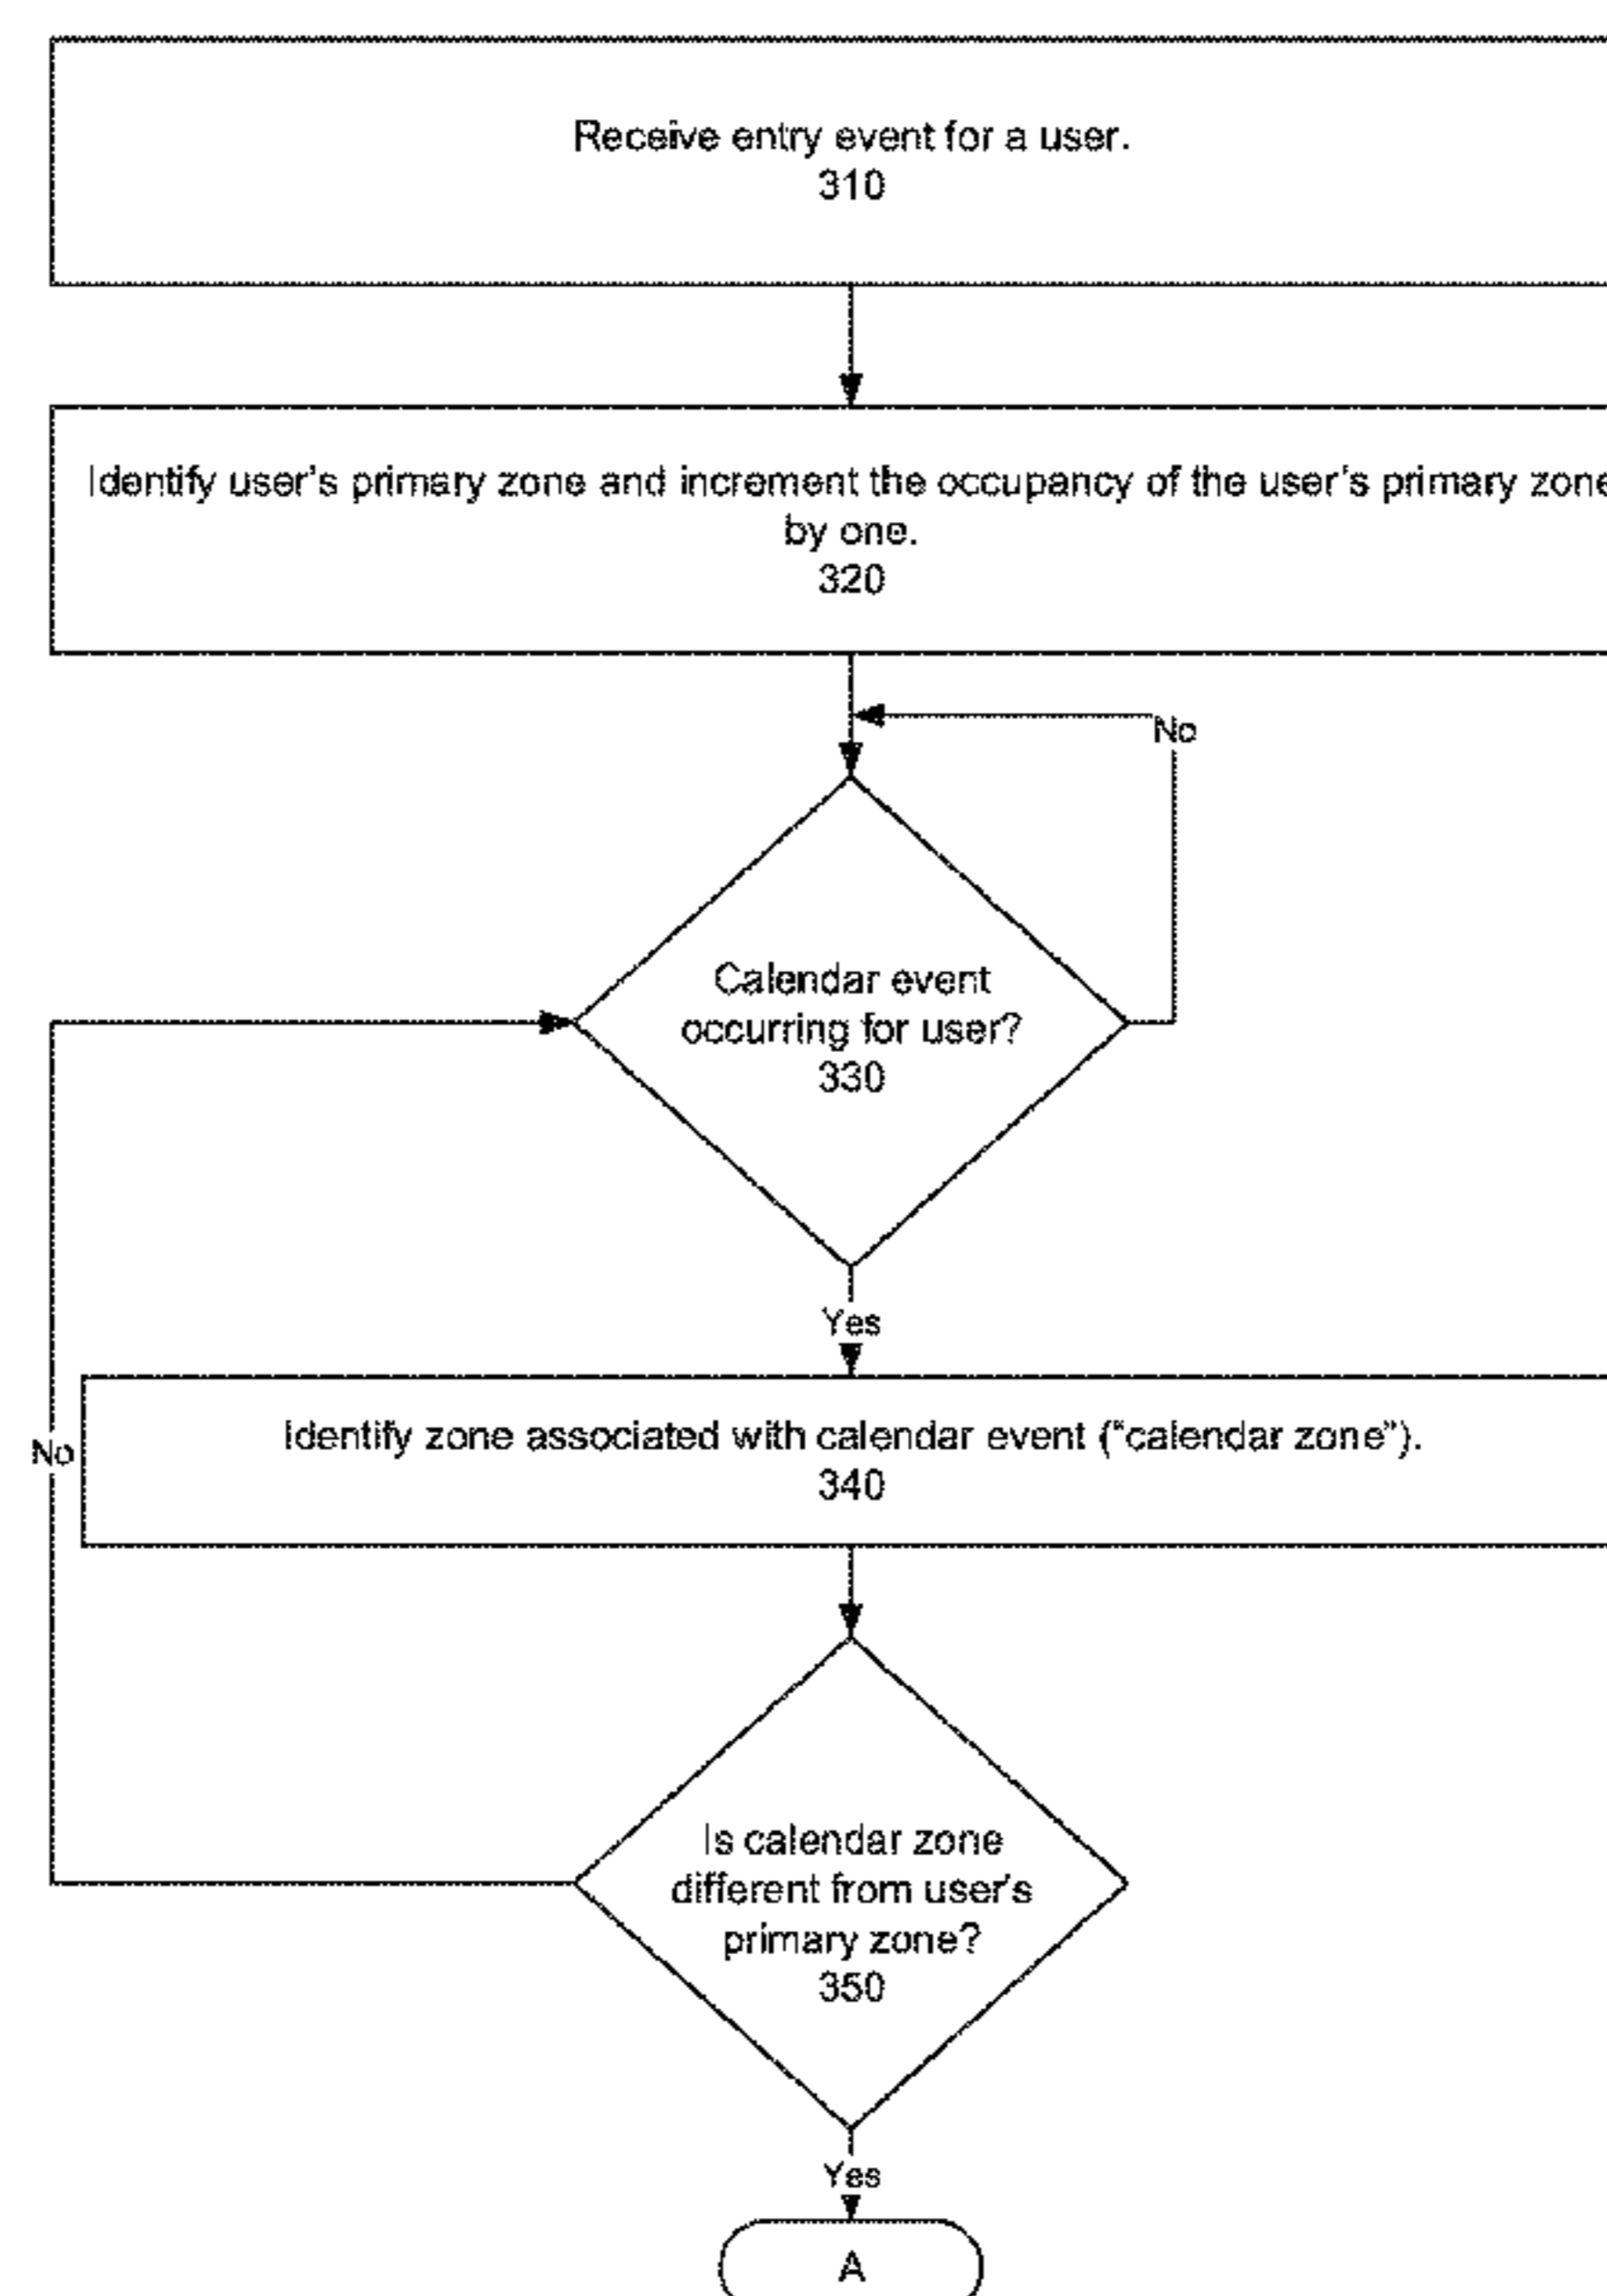 Receive entry event for a user.
310
Identify user's primary zone and increment the occupancy of the user's primary zone
by one.
320
No
Calendar event
occurring for user?
330
Yes
Identify zone associated with calendar event ("calendar zone").
340
No
Is calendar zone
different from user's
primary zone?
350
Yes
A